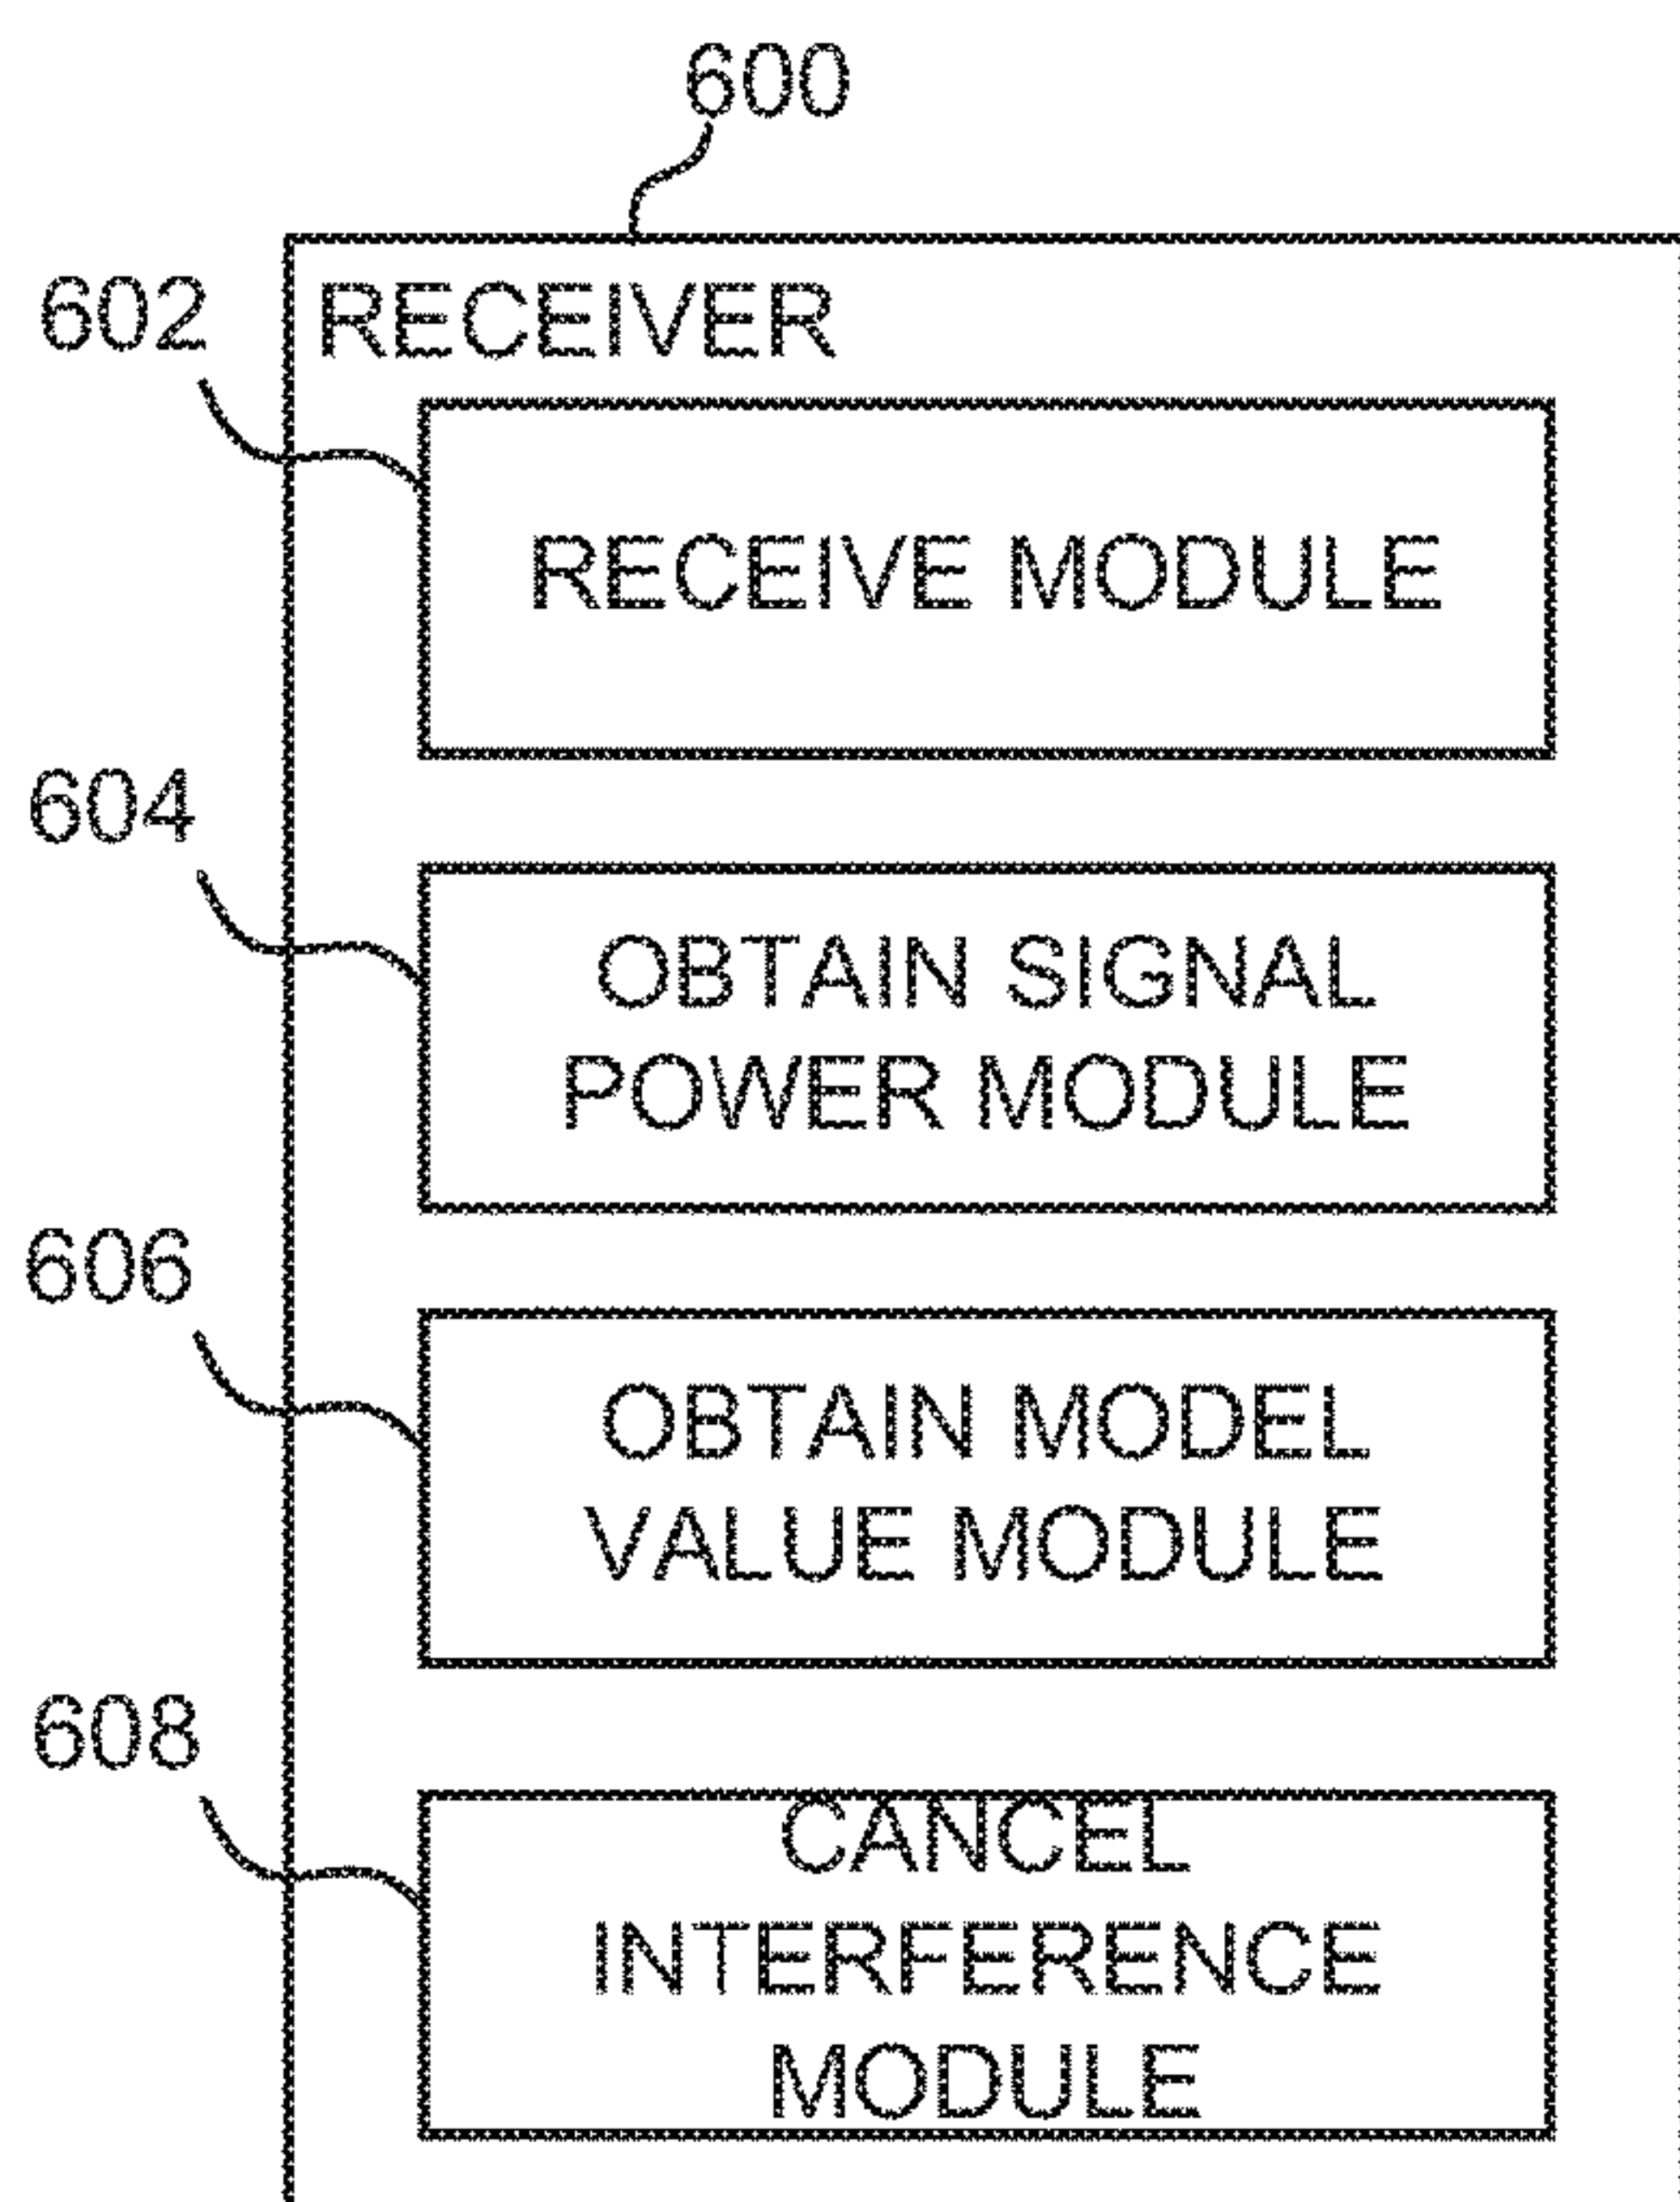 600
602
RECEIVER
RECEIVE MODULE
604
OBTAIN SIGNAL
POWER MODULE
606
OBTAIN MODEL
VALUE MODULE
608
CANCEL
INTERFERENCE
MODULE